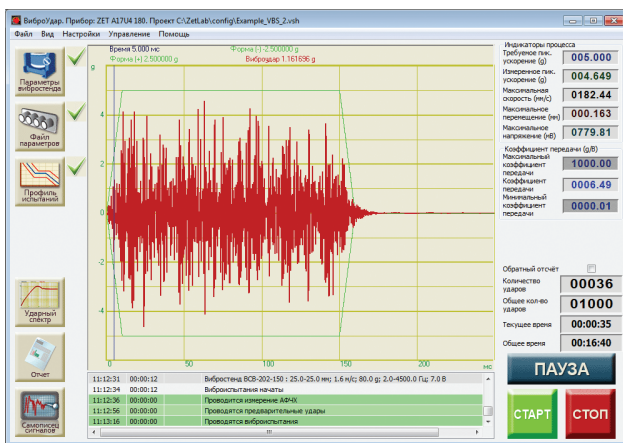 ВиброУдар. Прибор: ZET A17U4 180. Проект C:\ZetLab\config\Example_VBS_2.vsh
Файл Вид Настройки Управление Помощь
Параметры
вибростенда
Файл
параметров
Профиль
испытаний
Ударный
спектр
Отчет
Самописец
сигналов
Время 5.000 мс Форма (-) -2.500000 g
Форма (+) 2.500000 g Виброудар 1.161696 g
g
4
2
0
-2
-4
0 50 100 150 200 мс
11:12:31 00:00:12 Вибростенд ВСВ-202-150 : 25.0-25.0 мм; 1.6 м/с; 80.0 g; 2.0-4500.0 Гц; 7.0 В
11:12:34 00:00:12 Виброиспытания начаты
11:12:36 00:00:00 Проводится измерение АФЧХ
11:12:56 00:00:00 Проводятся предварительные удары
11:13:16 00:00:00 Проводятся виброиспытания
Индикаторы процесса
Требуемое пик.
ускорение (g) 005.000
Измеренное пик.
ускорение (g) 004.649
Максимальная
скорость (мм/с) 0182.44
Максимальное
перемещение (мм) 000.163
Максимальное
напряжение (мВ) 0779.81
Коэффициент передачи (g/В)
Максимальный
коэффициент
передачи 1000.00
Коэффициент
передачи 0006.49
Минимальный
коэффициент
передачи 0000.01
Обратный отсчёт
Количество
ударов 00036
Общее кол-во
ударов 01000
Текущее время 00:00:35
Общее время 00:16:40
ПАУЗА
СТАРТ СТОП